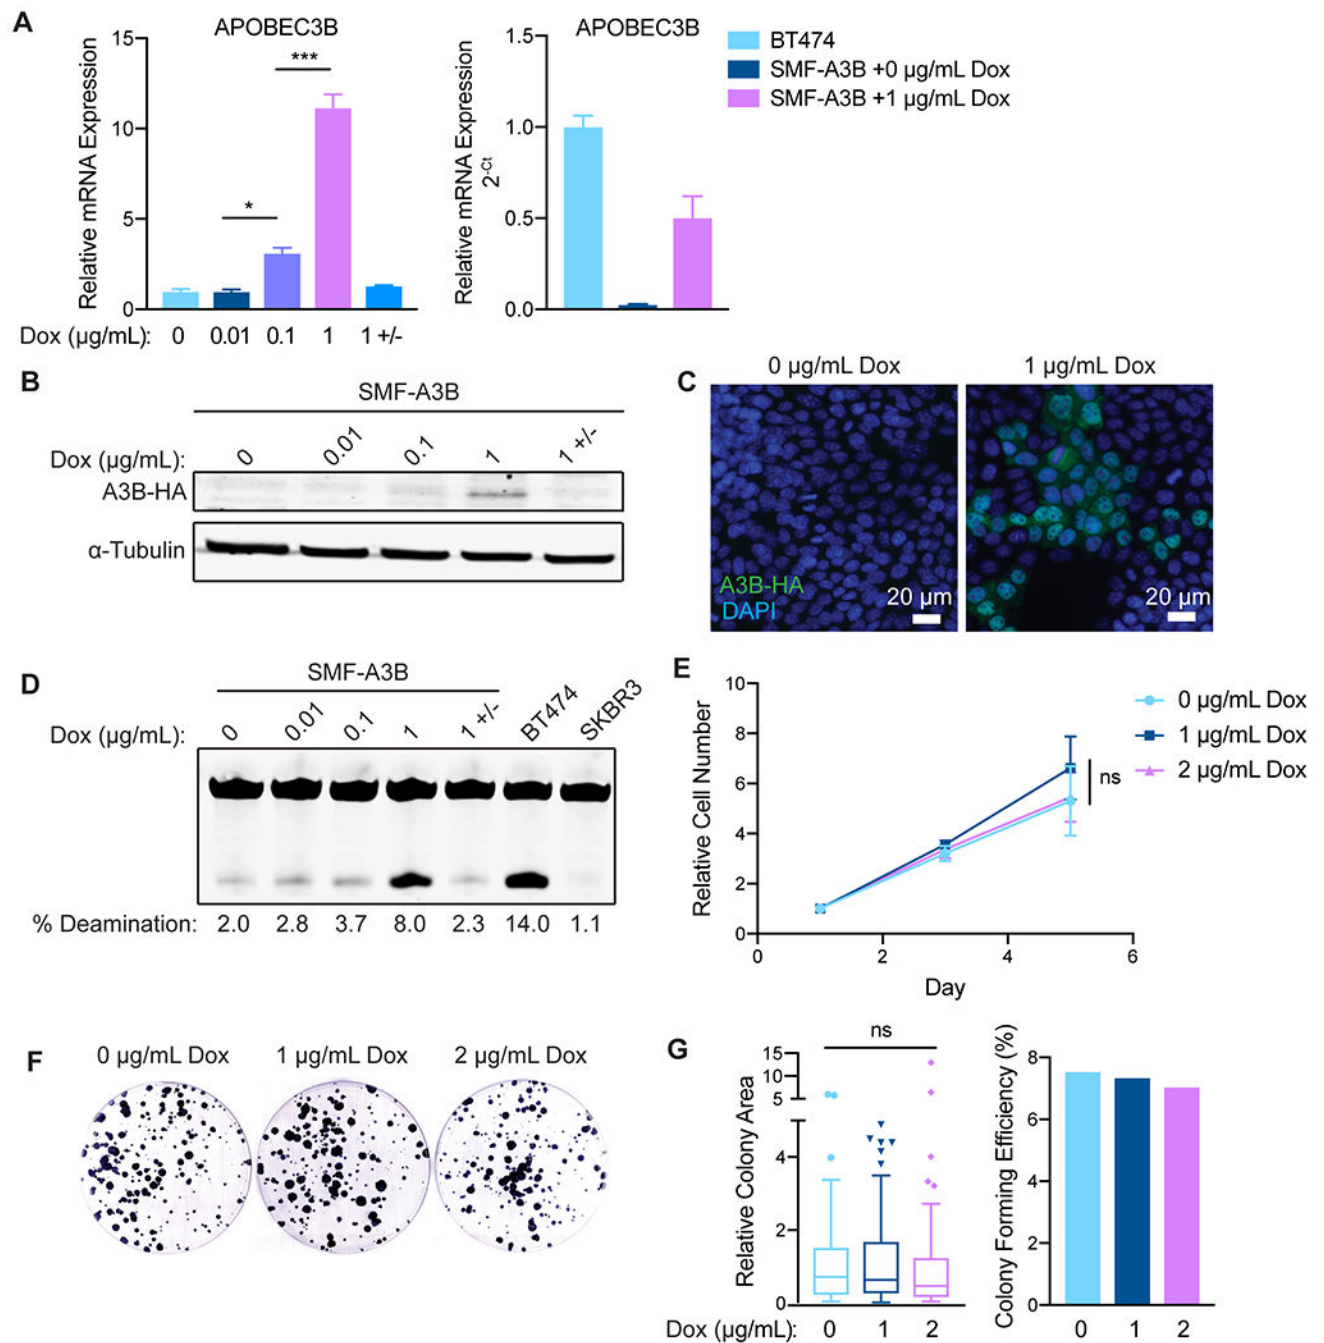 A
APOBEC3B
Relative mRNA Expression
15
10
5
0
*
***
Dox (μg/mL): 0 0.01 0.1 1 1 +/-
APOBEC3B
Relative mRNA Expression
2-Ct
1.5
1.0
0.5
0.0
BT474
SMF-A3B +0 μg/mL Dox
SMF-A3B +1 μg/mL Dox
B
SMF-A3B
Dox (μg/mL): 0 0.01 0.1 1 1 +/-
A3B-HA
α-Tubulin
C
0 μg/mL Dox 1 μg/mL Dox
A3B-HA
DAPI
20 μm
20 μm
D
SMF-A3B
Dox (μg/mL): 0 0.01 0.1 1 1 +/- BT474 SKBR3
% Deamination: 2.0 2.8 3.7 8.0 2.3 14.0 1.1
E
Relative Cell Number
10
8
6
4
2
0
0 2 4 6
Day
ns
0 μg/mL Dox
1 μg/mL Dox
2 μg/mL Dox
F
0 μg/mL Dox 1 μg/mL Dox 2 μg/mL Dox
G
ns
Relative Colony Area
15
10
5
4
2
0
Dox (μg/mL): 0 1 2
Colony Forming Efficiency (%)
8
6
4
2
0
0 1 2